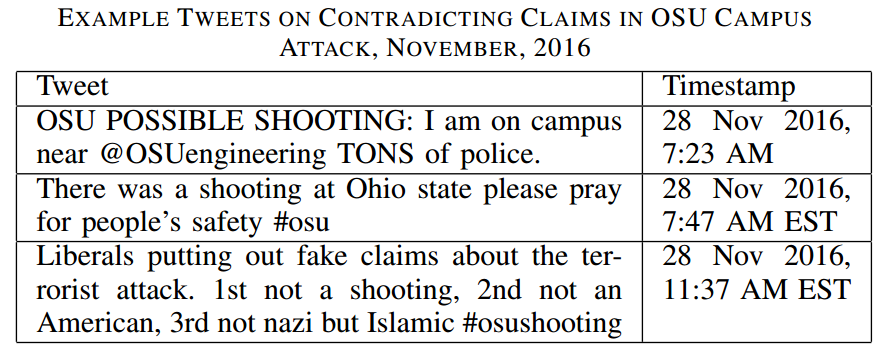 EXAMPLE TWEETS ON CONTRADICTING CLAIMS IN OSU CAMPUS
ATTACK, NOVEMBER, 2016
Tweet Timestamp
OSU POSSIBLE SHOOTING: I am on campus 28 Nov 2016,
near @OSUengineering TONS of police. 7:23 AM
There was a shooting at Ohio state please pray 28 Nov 2016,
for people's safety #osu 7:47 AM EST
Liberals putting out fake claims about the ter- 28 Nov 2016,
rorist attack. 1st not a shooting, 2nd not an 11:37 AM EST
American, 3rd not nazi but Islamic #osushooting